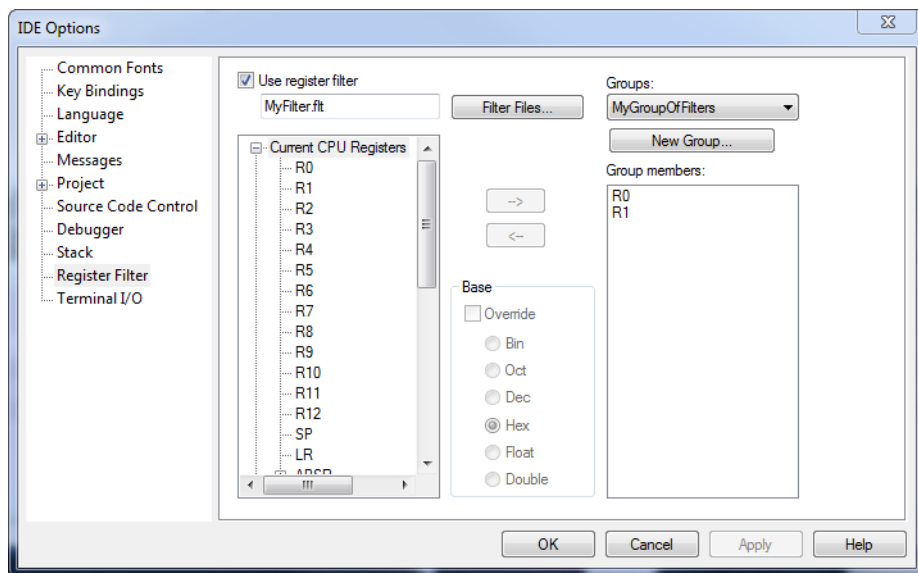 IDE Options
Common Fonts
Key Bindings
Language
Editor
Messages
Project
Source Code Control
Debugger
Stack
Register Filter
Terminal I/O
Use register filter
MyFilter.flt
Filter Files...
Current CPU Registers
R0
R1
R2
R3
R4
R5
R6
R7
R8
R9
R10
R11
R12
SP
LR
-->
<--
Base
Override
Bin
Oct
Dec
Hex
Float
Double
Groups:
MyGroupOfFilters
New Group...
Group members:
R0
R1
OK
Cancel
Apply
Help